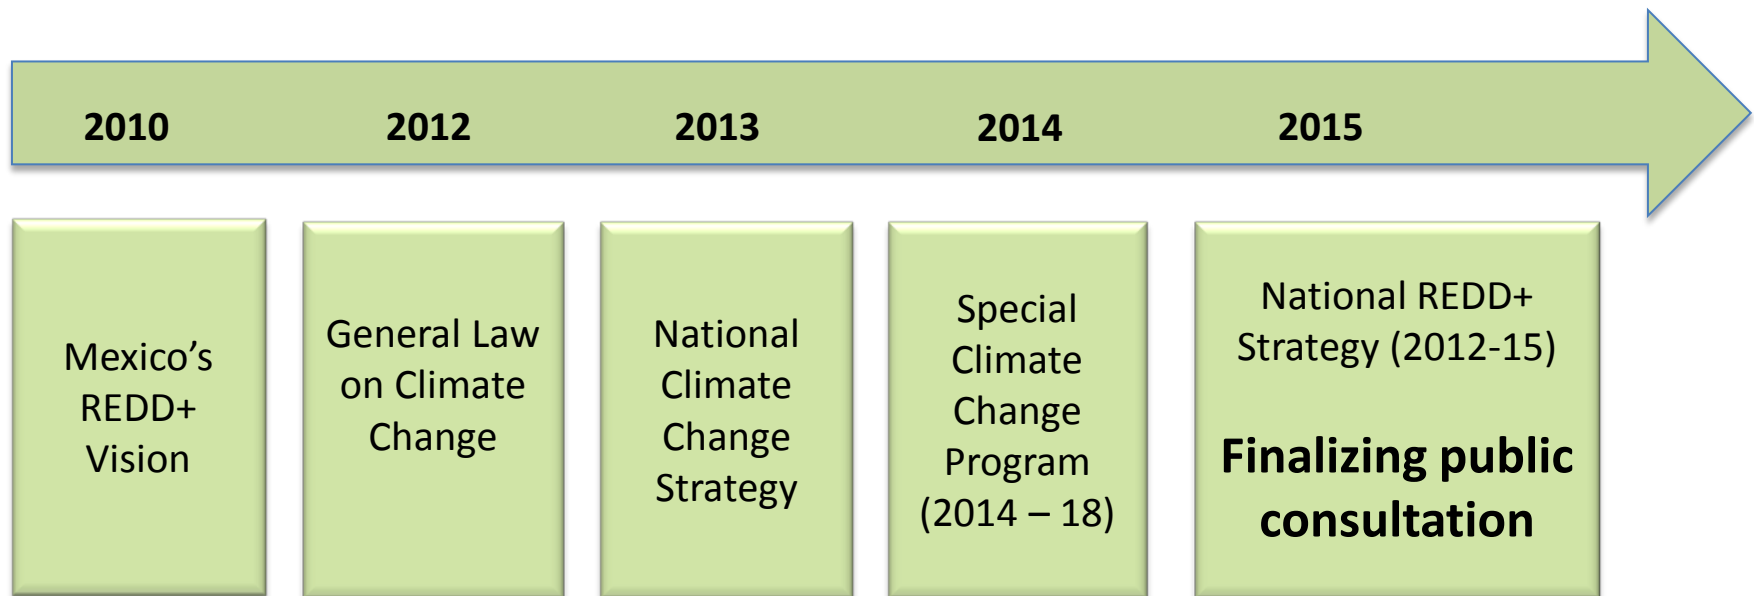 2010 2012 2013 2014 2015
Mexico’s
REDD+
Vision
General Law
on Climate
Change
National
Climate
Change
Strategy
Special
Climate
Change
Program
(2014 – 18)
National REDD+
Strategy (2012-15)
Finalizing public
consultation